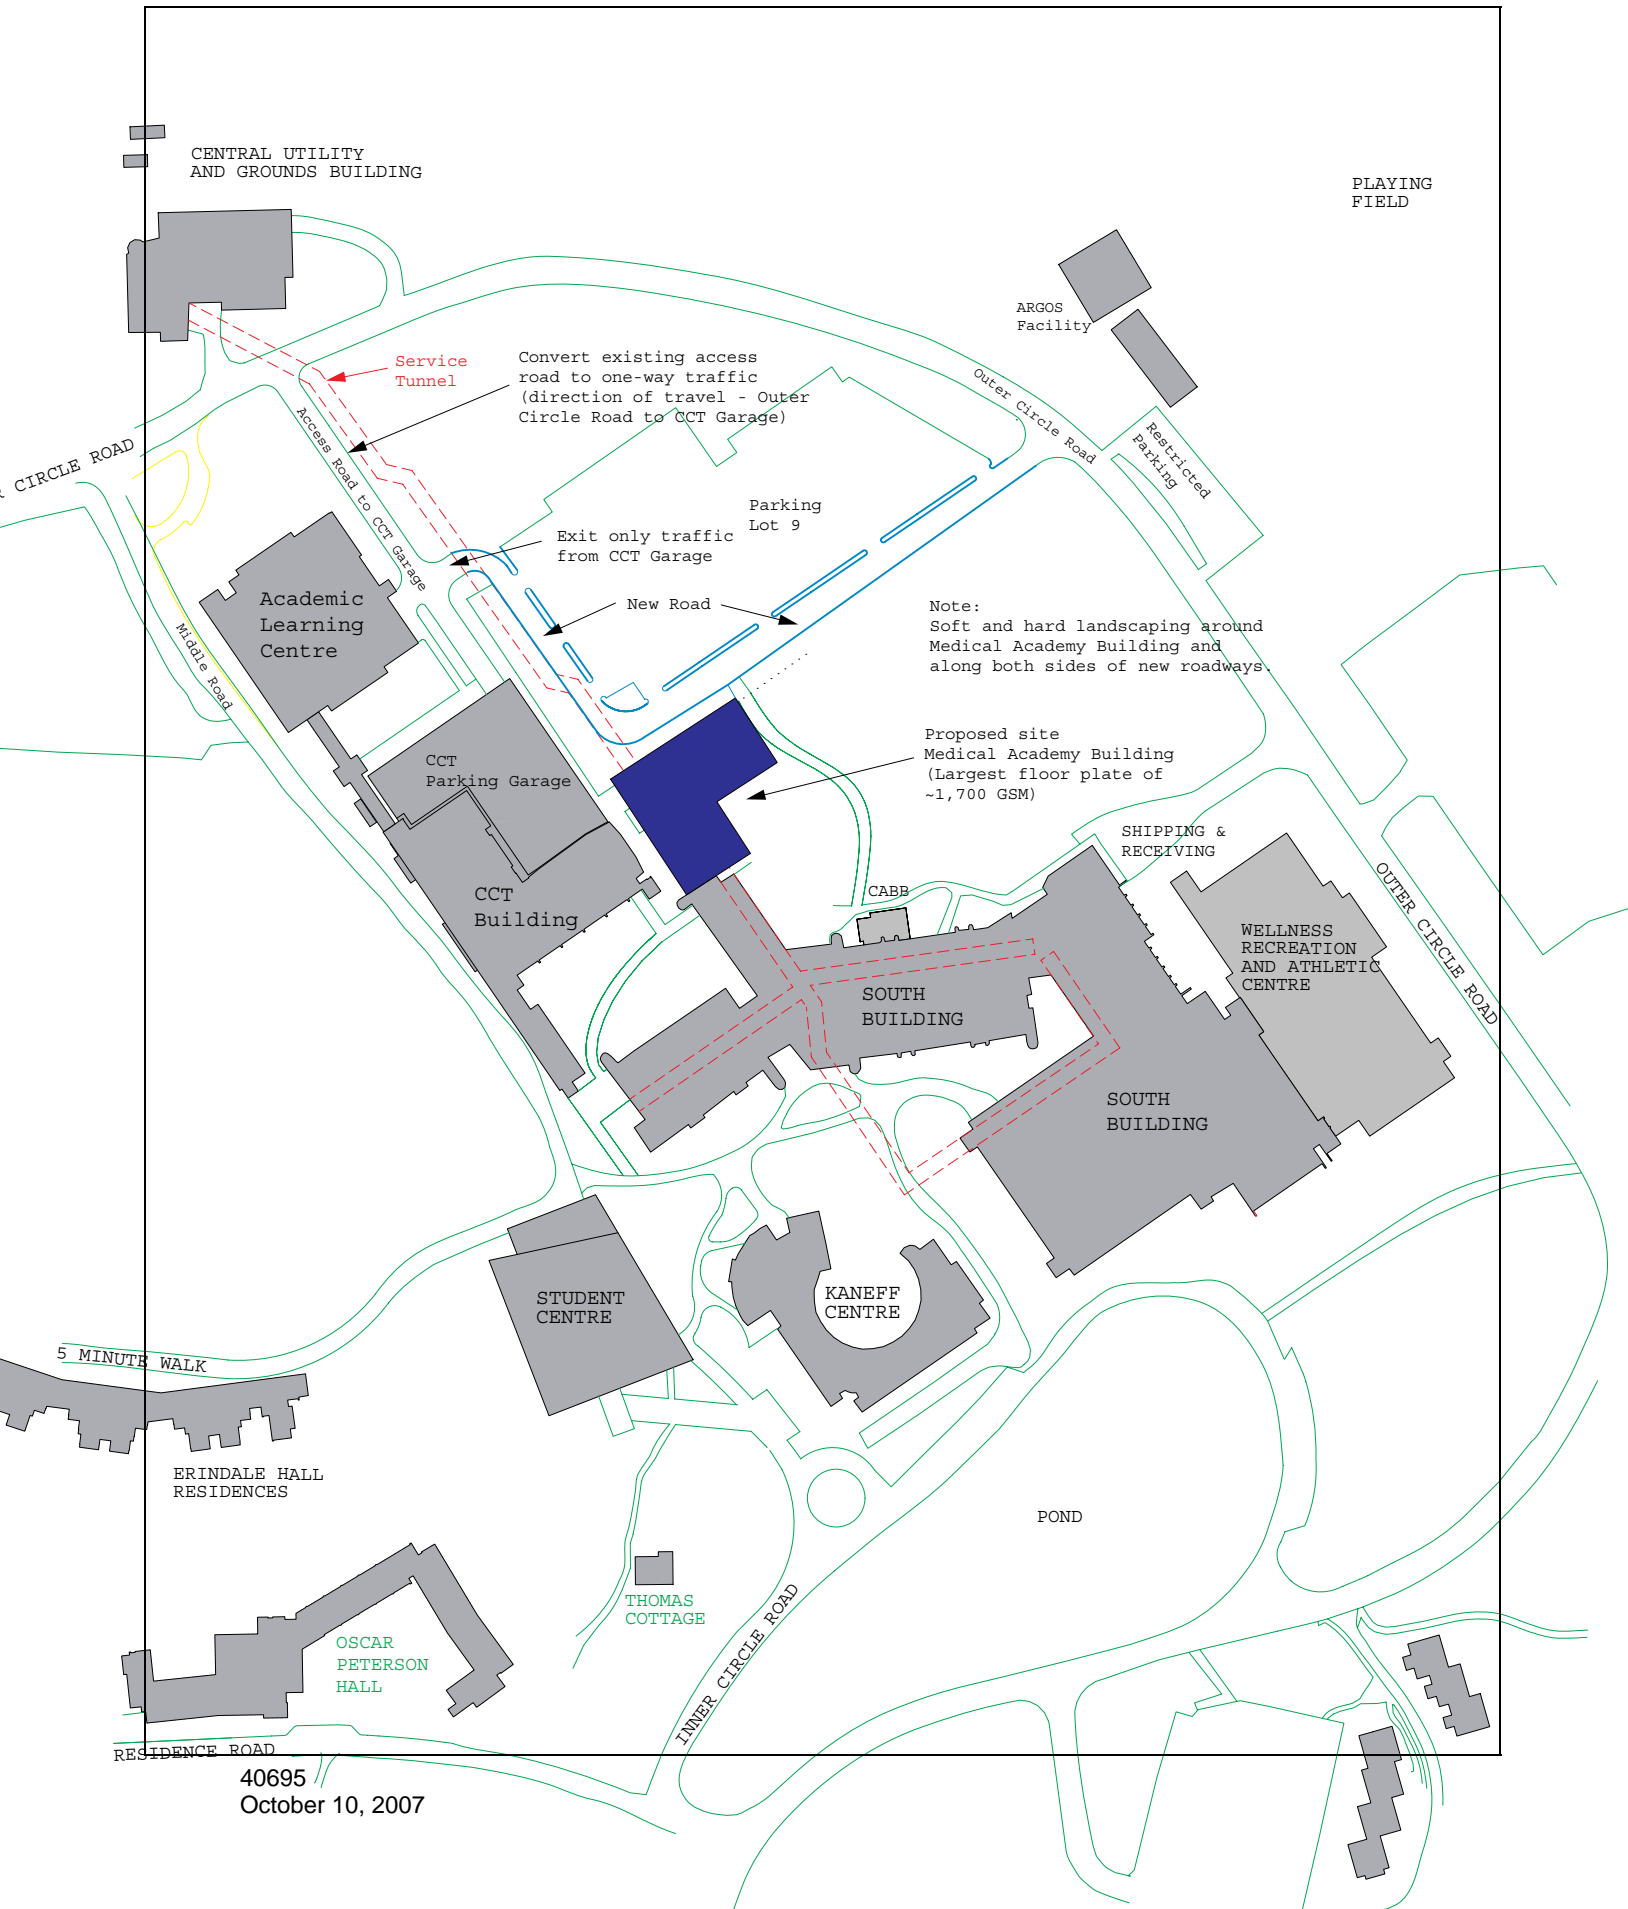 CENTRAL UTILITY
AND GROUNDS BUILDING
PLAYING
FIELD
ARGOS
Facility
Service
Tunnel
Convert existing access
road to one-way traffic
(direction of travel - Outer
Circle Road to CCT Garage)
Outer Circle Road
Restricted
Parking
Access Road to CCT Garage
R CIRCLE ROAD
Parking
Lot 9
Exit only traffic
from CCT Garage
New Road
Note:
Soft and hard landscaping around
Medical Academy Building and
along both sides of new roadways.
Academic
Learning
Centre
Middle Road
Proposed site
Medical Academy Building
(Largest floor plate of
~1,700 GSM)
CCT
Parking Garage
SHIPPING &
RECEIVING
CCT
Building
CABB
OUTER CIRCLE ROAD
WELLNESS
RECREATION
AND ATHLETIC
CENTRE
SOUTH
BUILDING
SOUTH
BUILDING
STUDENT
CENTRE
KANEFF
CENTRE
5 MINUTE WALK
ERINDALE HALL
RESIDENCES
POND
THOMAS
COTTAGE
INNER CIRCLE ROAD
OSCAR
PETERSON
HALL
RESIDENCE ROAD
40695
October 10, 2007